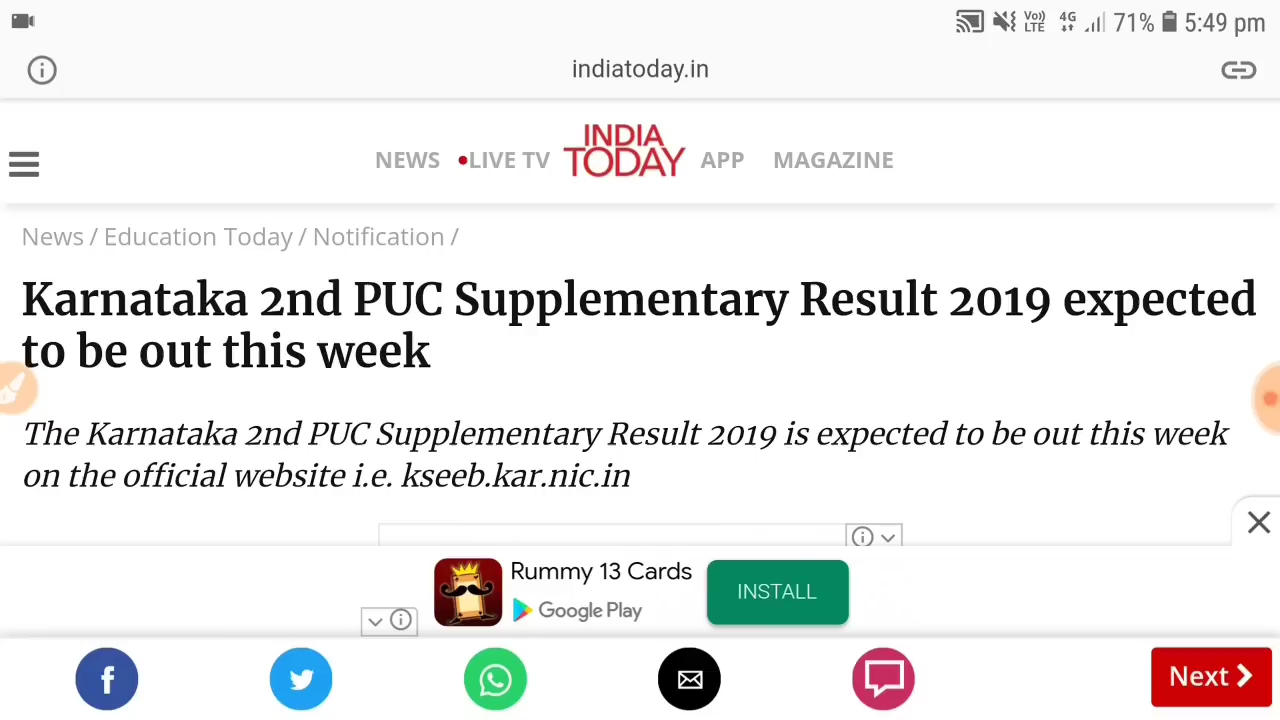 Vo)) 4G 71% 5:49 pm
LTE
indiatoday.in
NEWS •LIVE TV INDIA TODAY APP MAGAZINE
News / Education Today / Notification /
Karnataka 2nd PUC Supplementary Result 2019 expected
to be out this week
The Karnataka 2nd PUC Supplementary Result 2019 is expected to be out this week
on the official website i.e. kseeb.kar.nic.in
Rummy 13 Cards
Google Play
INSTALL
Next